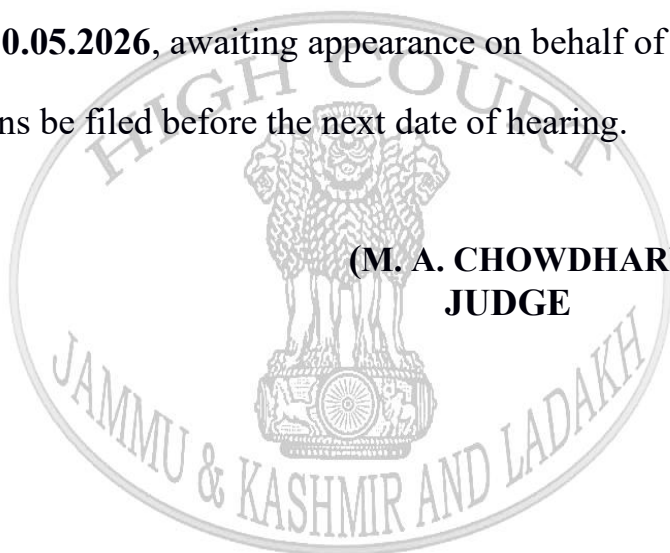 0.05.2026, awaiting appearance on behalf of
ns be filed before the next date of hearing.
(M. A. CHOWDHAR
JUDGE
HIGH COURT
JAMMU & KASHMIR AND LADAKH